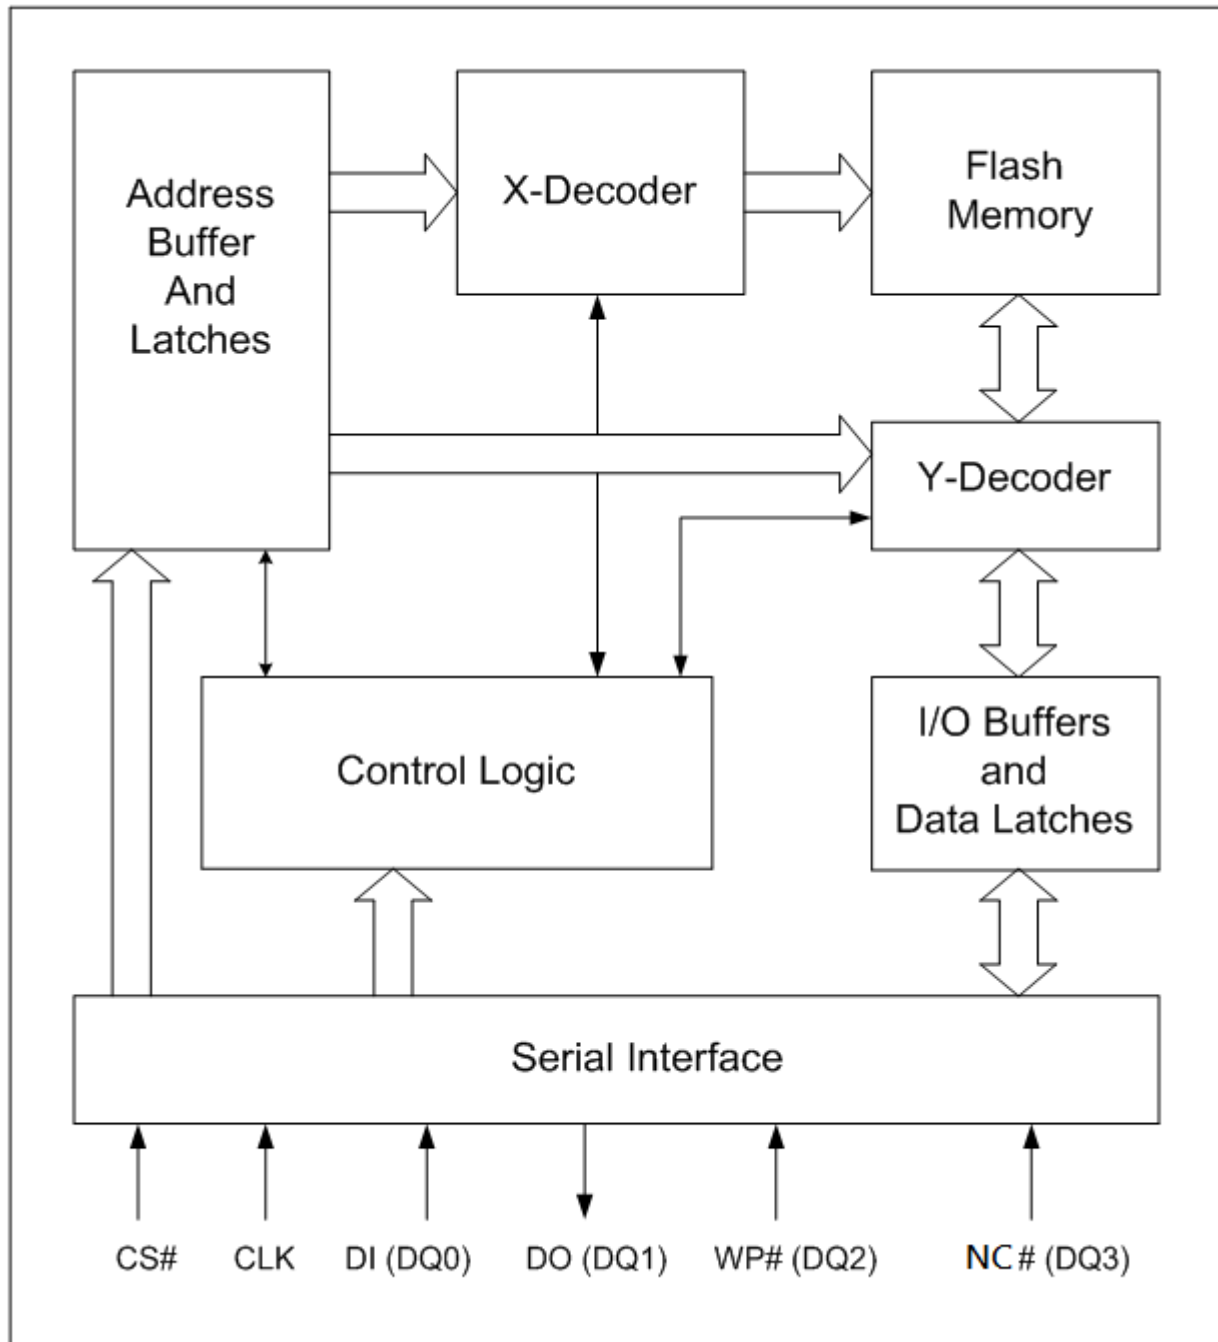 Address
Buffer
And
Latches
X-Decoder
Flash
Memory
Y-Decoder
Control Logic
I/O Buffers
and
Data Latches
Serial Interface
CS#
CLK
DI (DQ0)
DO (DQ1)
WP# (DQ2)
NC# (DQ3)